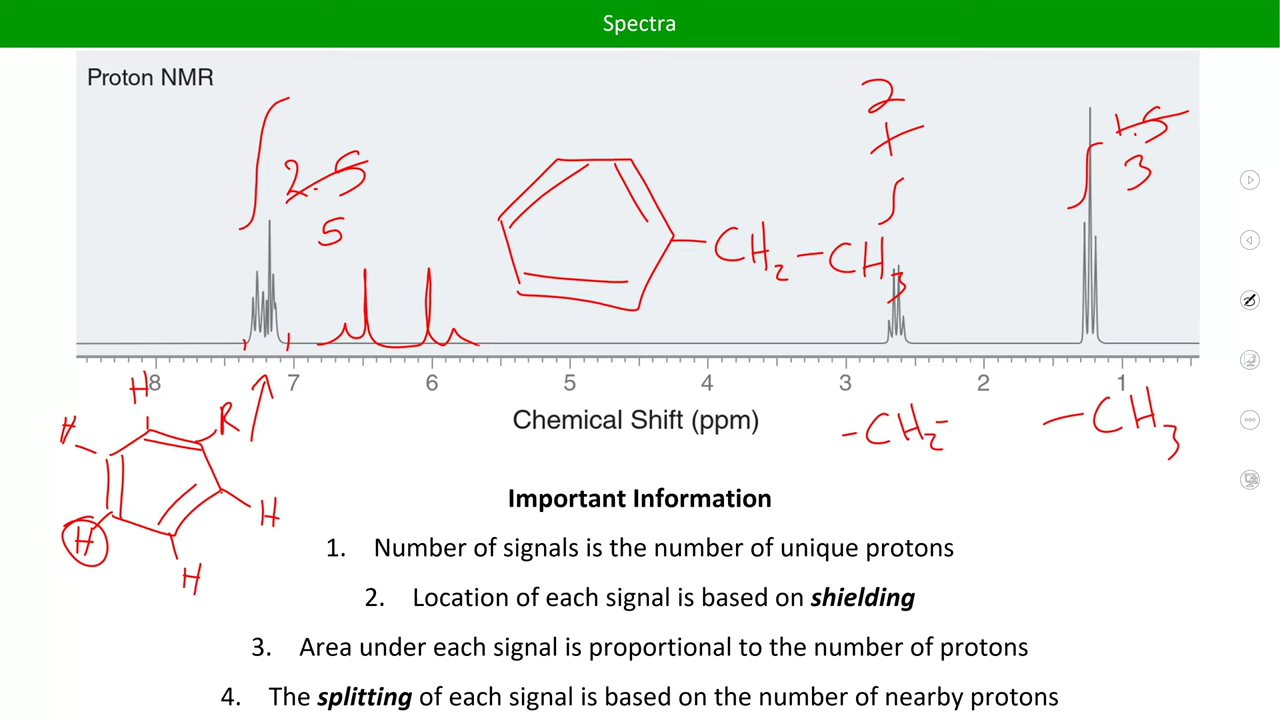 Spectra
Proton NMR
2
1
1.5
3
2.5
5
CH2-CH3
8 7 6 5 4 3 2 1
Chemical Shift (ppm)
-CH2-
-CH3
H
H
R
H
H
H
Important Information
1. Number of signals is the number of unique protons
2. Location of each signal is based on shielding
3. Area under each signal is proportional to the number of protons
4. The splitting of each signal is based on the number of nearby protons